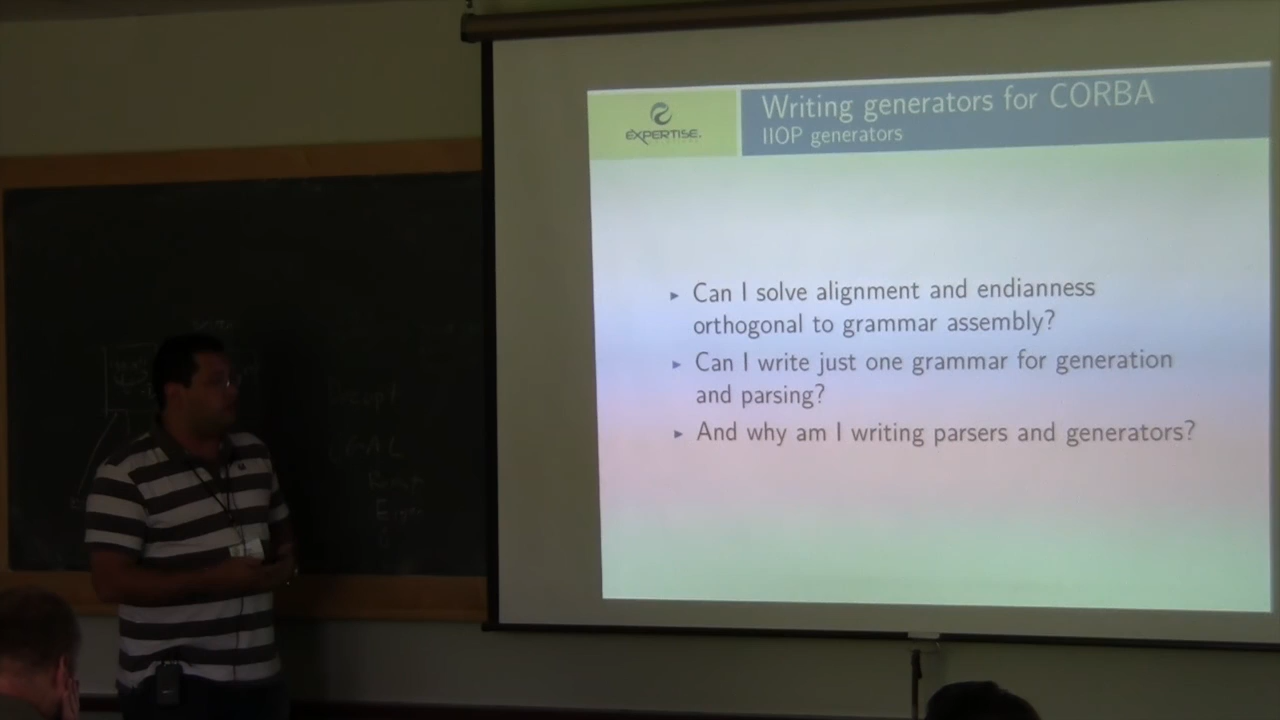 EXPERTISE.
Writing generators for CORBA
IIOP generators
▸ Can I solve alignment and endianness
orthogonal to grammar assembly?
▸ Can I write just one grammar for generation
and parsing?
▸ And why am I writing parsers and generators?